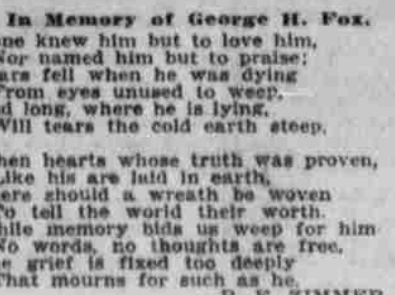 In Memory of George H. Fox.
ne knew him but to love him,
Nor named him but to praise;
ars fell when he was dying
From eyes unused to weep,
d long, where he is lying,
Will tears the cold earth steep.
hen hearts whose truth was proven,
Like his are laid in earth,
ere should a wreath be woven
To tell the world their worth.
hile memory bids us weep for him
No words, no thoughts are free,
e grief is fixed too deeply
That mourns for such as he.